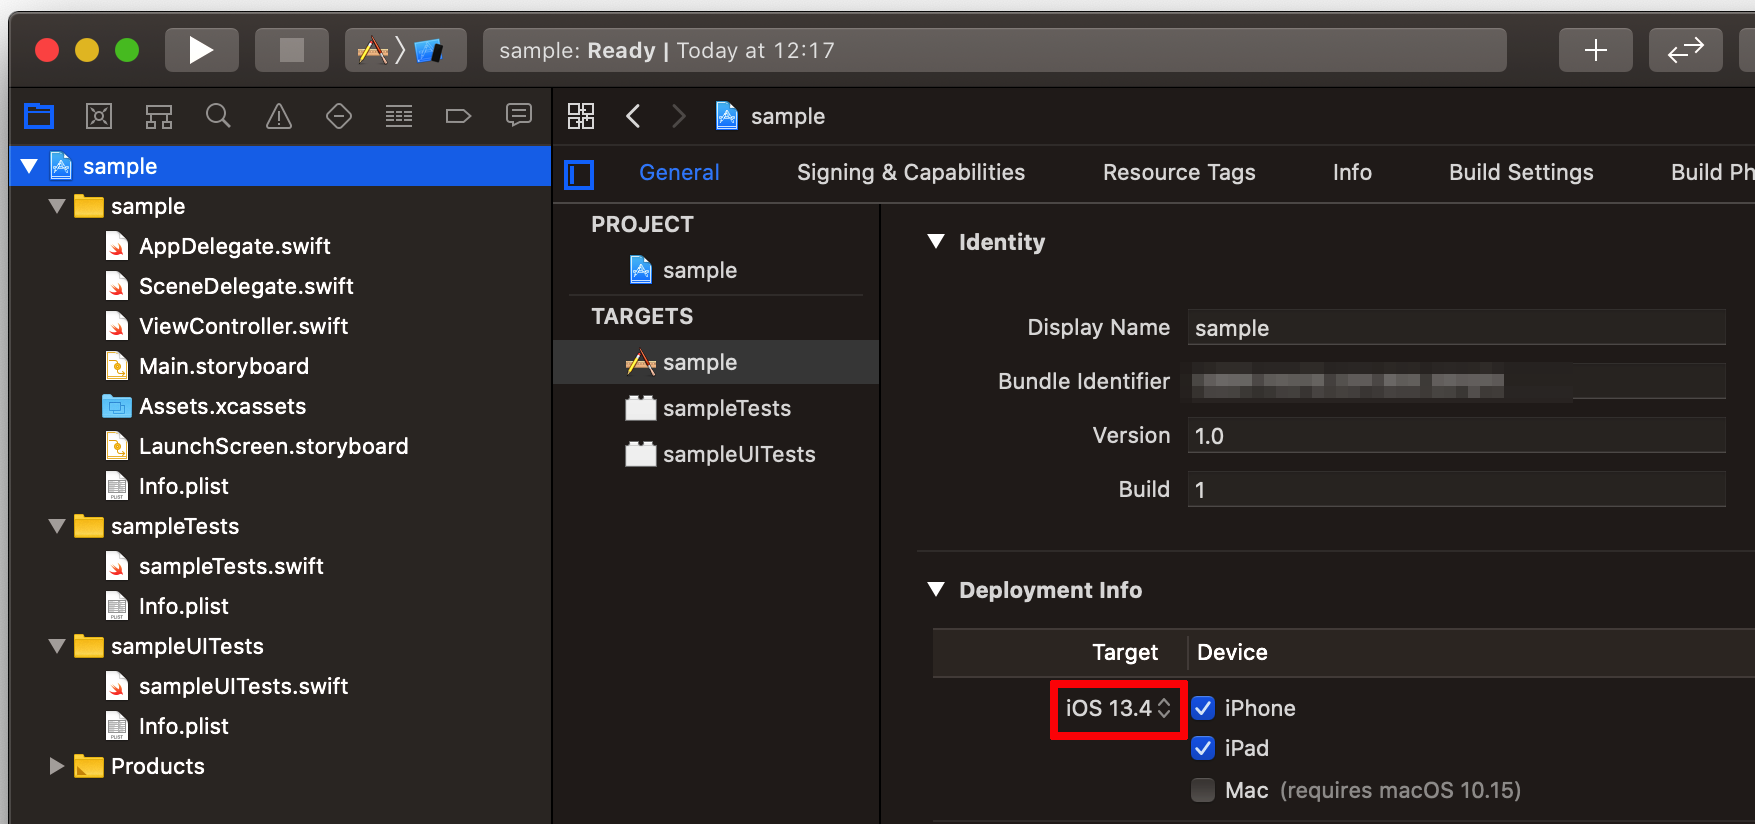 sample: Ready | Today at 12:17
sample
sample
AppDelegate.swift
SceneDelegate.swift
ViewController.swift
Main.storyboard
Assets.xcassets
LaunchScreen.storyboard
Info.plist
sampleTests
sampleTests.swift
Info.plist
sampleUITests
sampleUITests.swift
Info.plist
Products
sample
General Signing & Capabilities Resource Tags Info Build Settings Build Ph
PROJECT
sample
TARGETS
sample
sampleTests
sampleUITests
Identity
Display Name sample
Bundle Identifier
Version 1.0
Build 1
Deployment Info
Target Device
iOS 13.4 iPhone
iPad
Mac (requires macOS 10.15)